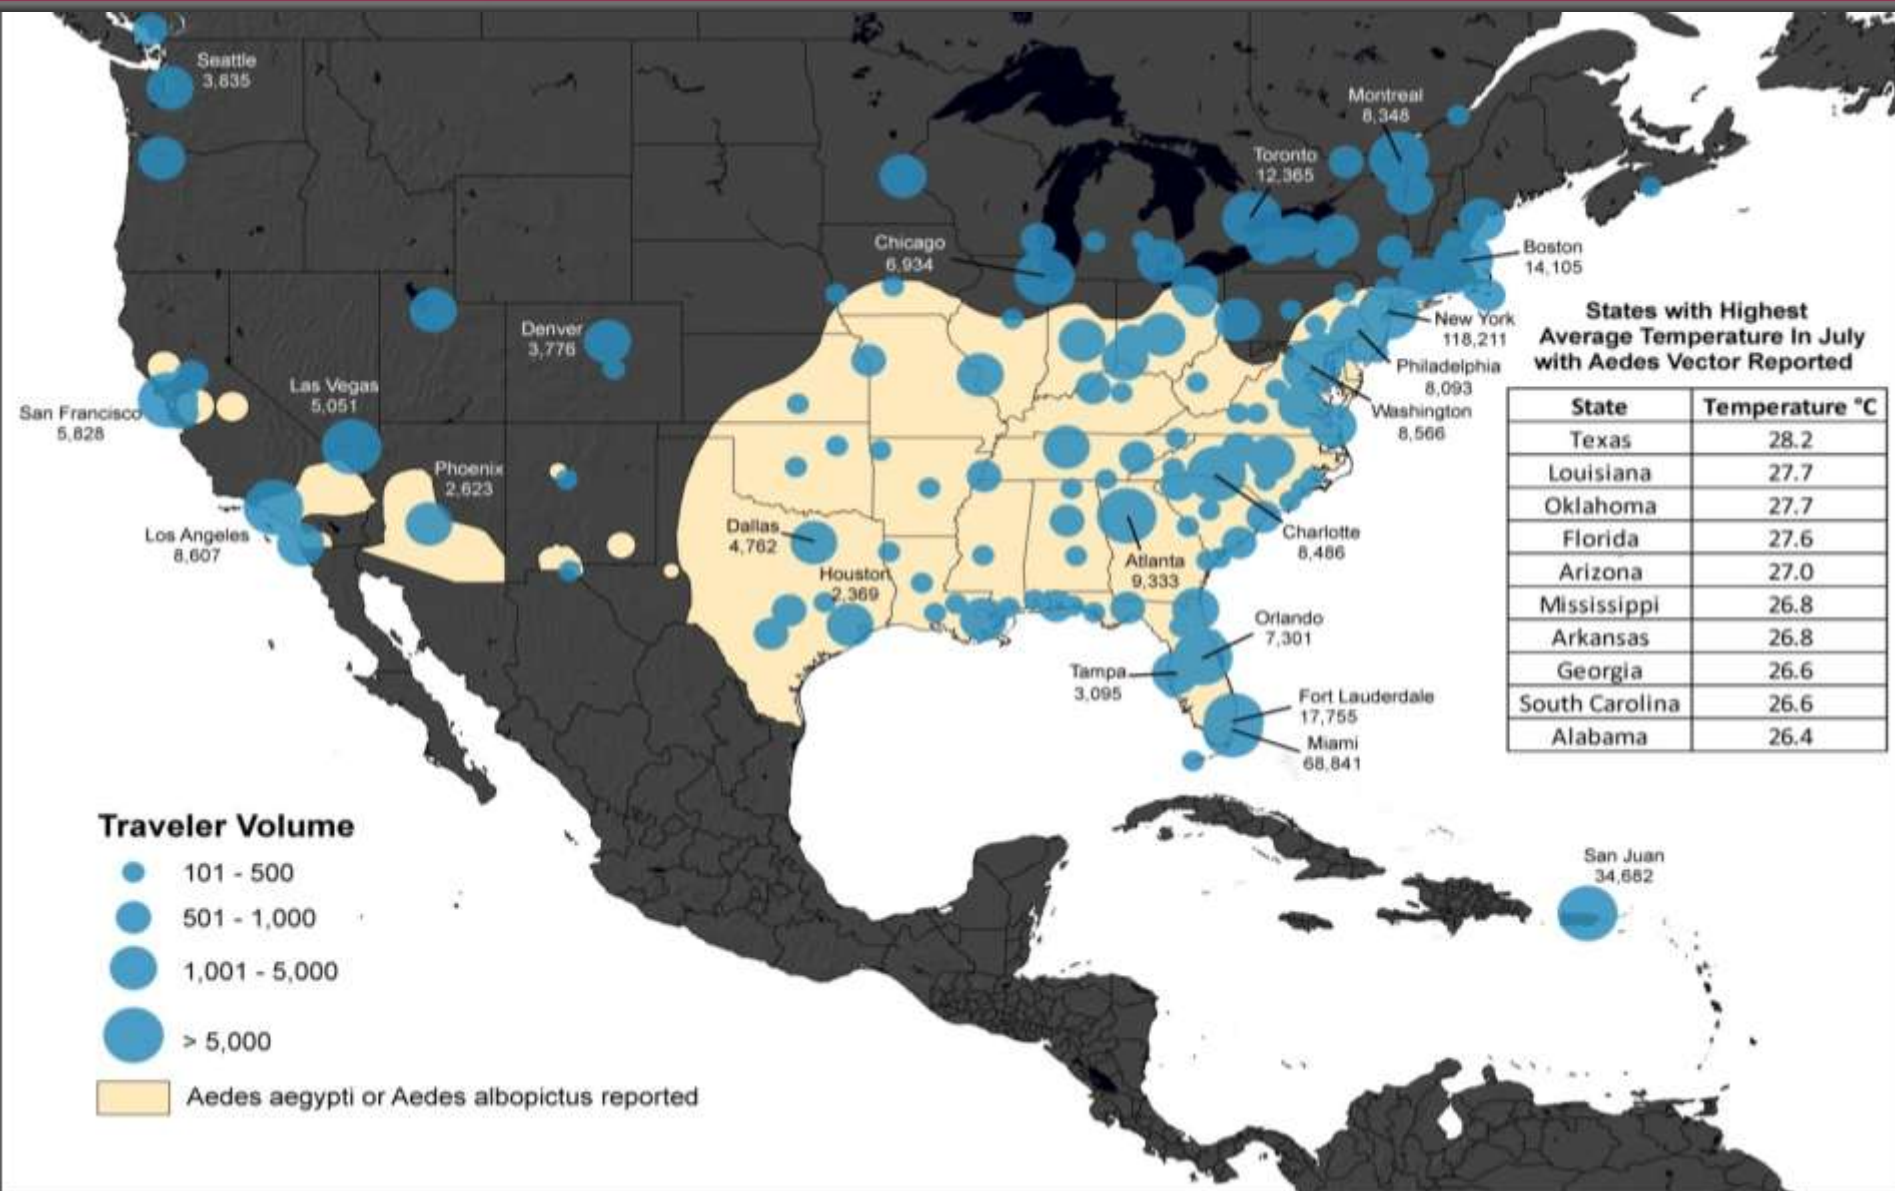 Seattle
3,835
Montreal
8,348
Toronto
12,365
Chicago
6,934
Boston
14,105
Denver
3,776
New York
118,211
Philadelphia
8,093
Washington
8,566
Las Vegas
5,051
San Francisco
5,828
Phoenix
2,623
Los Angeles
8,607
Dallas
4,762
Houston
2,369
Charlotte
8,486
Atlanta
9,333
Orlando
7,301
Tampa
3,095
Fort Lauderdale
17,755
Miami
68,841
San Juan
34,682
States with Highest
Average Temperature In July
with Aedes Vector Reported
State Temperature °C
Texas 28.2
Louisiana 27.7
Oklahoma 27.7
Florida 27.6
Arizona 27.0
Mississippi 26.8
Arkansas 26.8
Georgia 26.6
South Carolina 26.6
Alabama 26.4
Traveler Volume
101 - 500
501 - 1,000
1,001 - 5,000
> 5,000
Aedes aegypti or Aedes albopictus reported